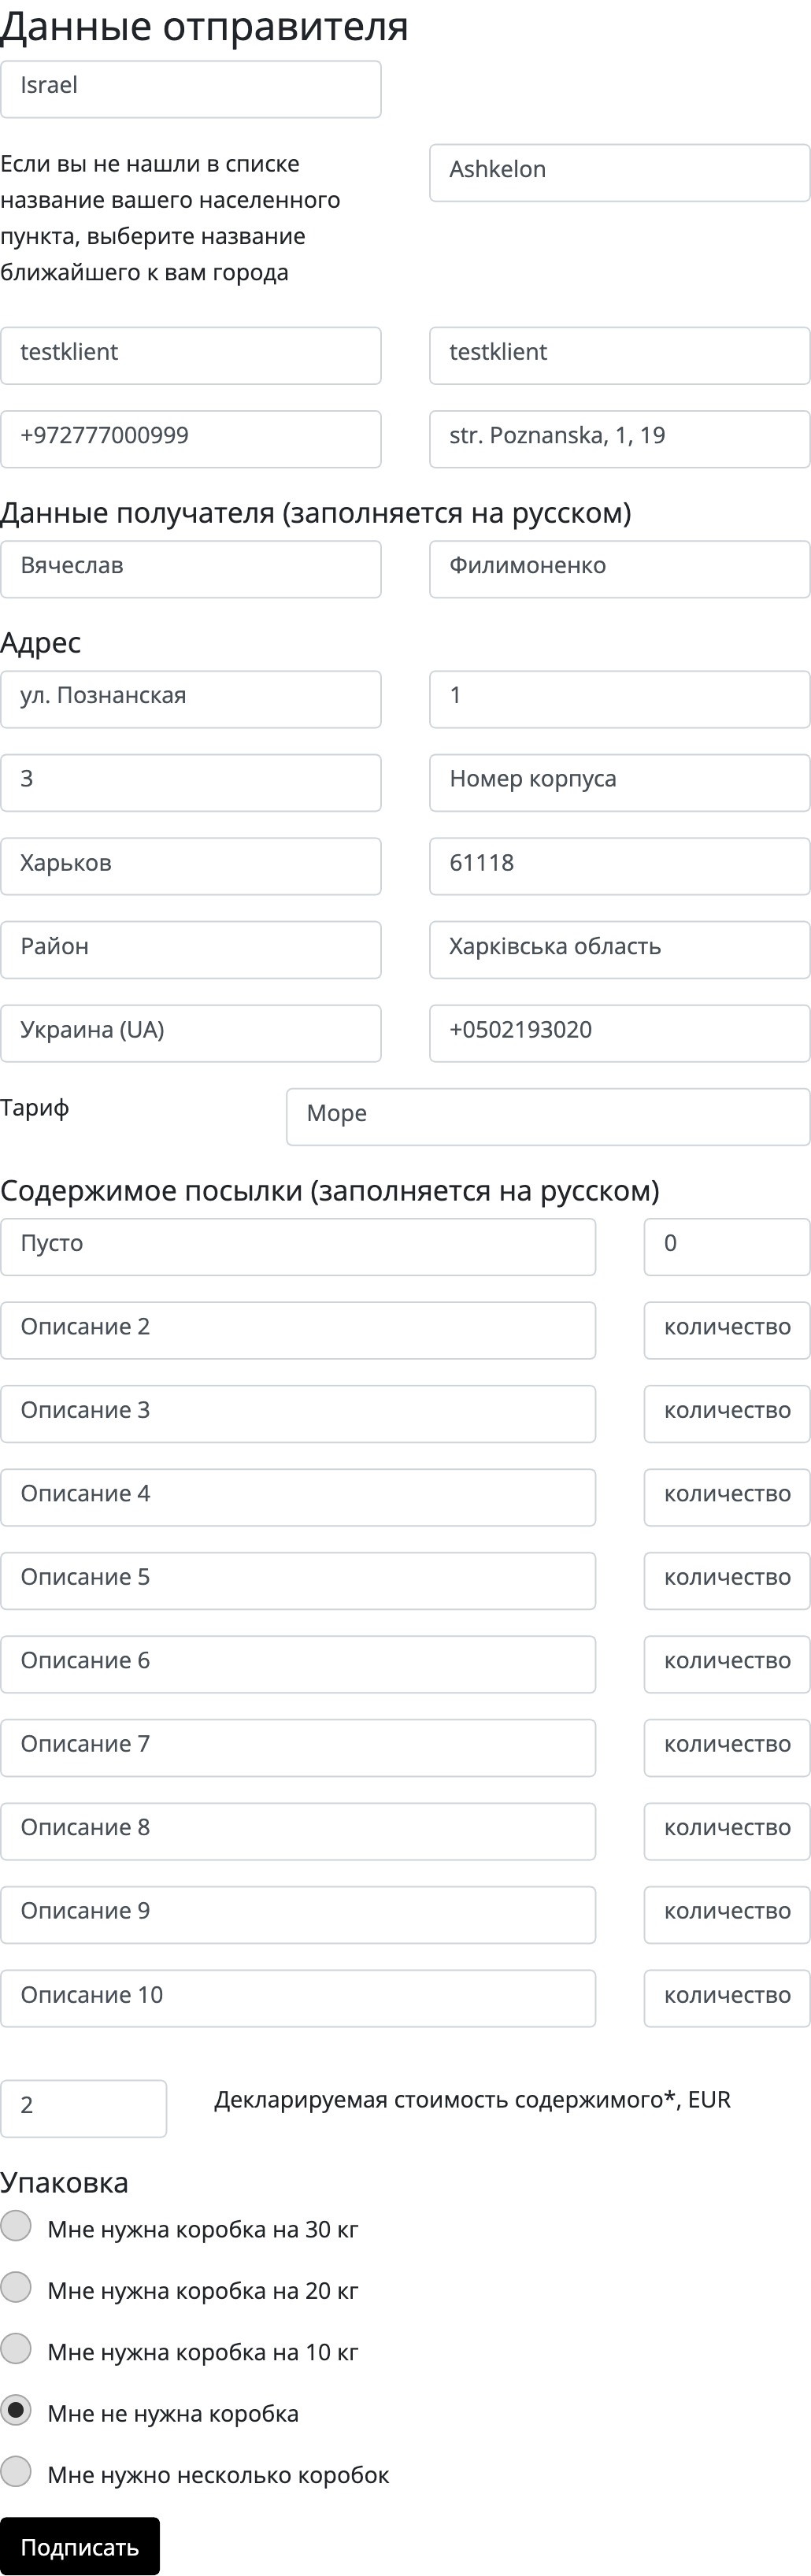 Данные отправителя
Israel
Если вы не нашли в списке
название вашего населенного
пункта, выберите название
ближайшего к вам города
Ashkelon
testklient
testklient
+972777000999
str. Poznanska, 1, 19
Данные получателя (заполняется на русском)
Вячеслав
Филимоненко
Адрес
ул. Познанская
1
3
Номер корпуса
Харьков
61118
Район
Харківська область
Украина (UA)
+0502193020
Тариф
Море
Содержимое посылки (заполняется на русском)
Пусто
0
Описание 2
количество
Описание 3
количество
Описание 4
количество
Описание 5
количество
Описание 6
количество
Описание 7
количество
Описание 8
количество
Описание 9
количество
Описание 10
количество
2
Декларируемая стоимость содержимого*, EUR
Упаковка
Мне нужна коробка на 30 кг
Мне нужна коробка на 20 кг
Мне нужна коробка на 10 кг
Мне не нужна коробка
Мне нужно несколько коробок
Подписать